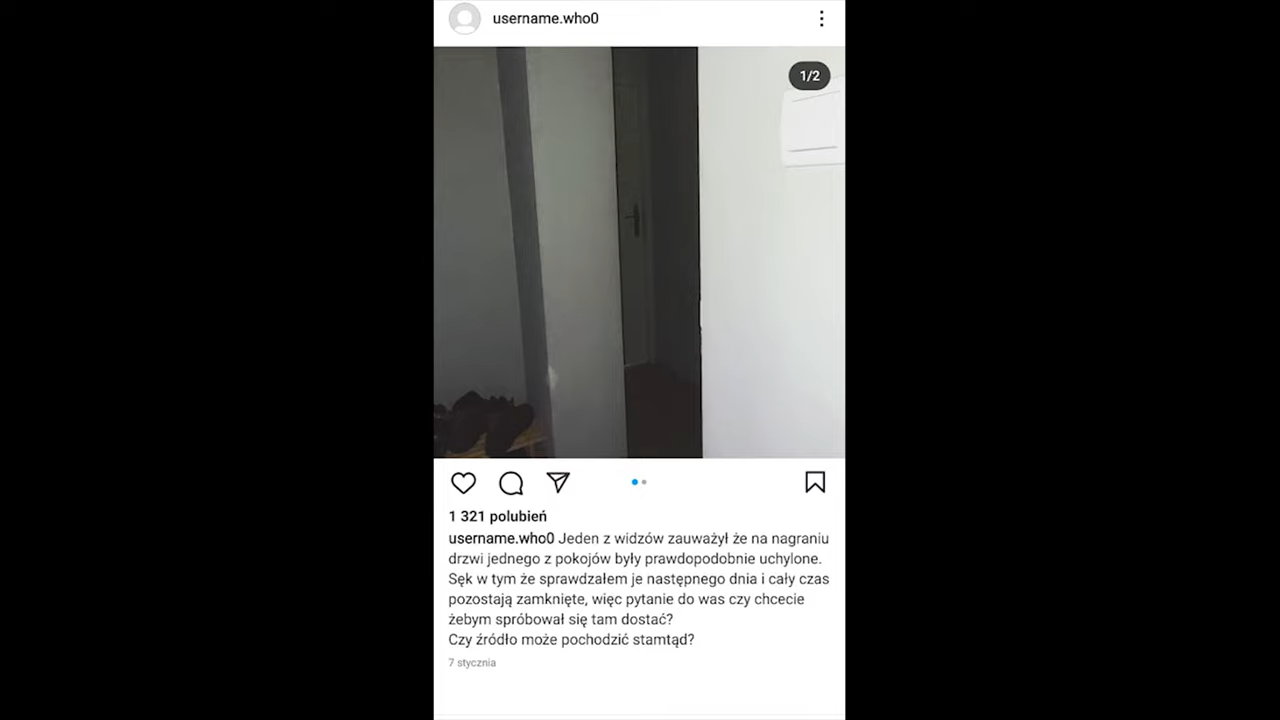 username.who0
1/2
1 321 polubień
username.who0 Jeden z widzów zauważył że na nagraniu
drzwi jednego z pokojów były prawdopodobnie uchylone.
Sęk w tym że sprawdzałem je następnego dnia i cały czas
pozostają zamknięte, więc pytanie do was czy chcecie
żebym spróbował się tam dostać?
Czy źródło może pochodzić stamtąd?
7 stycznia